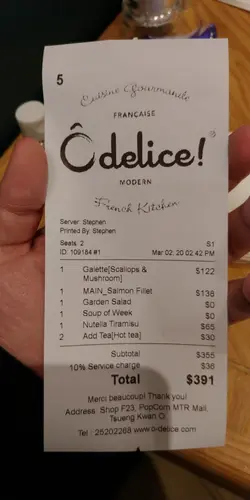 5
Cuisine Gourmande
FRANÇAISE
Ôdelice!®
MODERN
French Kitchen
Server: Stephen
Printed By: Stephen
Seats: 2 S1
ID: 109184 #1 Mar 02, 20 02:42 PM
1 Galette[Scallops & Mushroom] $122
1 MAIN_Salmon Fillet $138
1 Garden Salad $0
1 Soup of Week $0
1 Nutella Tiramisu $65
2 Add Tea[Hot tea] $30
Subtotal $355
10% Service charge $36
Total $391
Merci beaucoup! Thank you!
Address: Shop F23, PopCorn MTR Mall,
Tseung Kwan O.
Tel : 25202268 www.o-delice.com